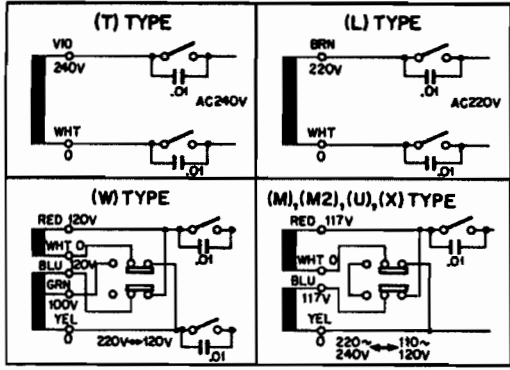 (T) TYPE
VIO
240V
.01
AC240V
WHT
0
.01
(L) TYPE
BRN
220V
.01
AC220V
WHT
0
.01
(W) TYPE
RED 120V
WHT 0
120V
BLU
GRN
100V
YEL
0
220V↔120V
.01
.01
(M),(M2),(U),(X) TYPE
RED 117V
WHT 0
BLU
117V
YEL
0
220~ ↔ 110~
240V 120V
.01